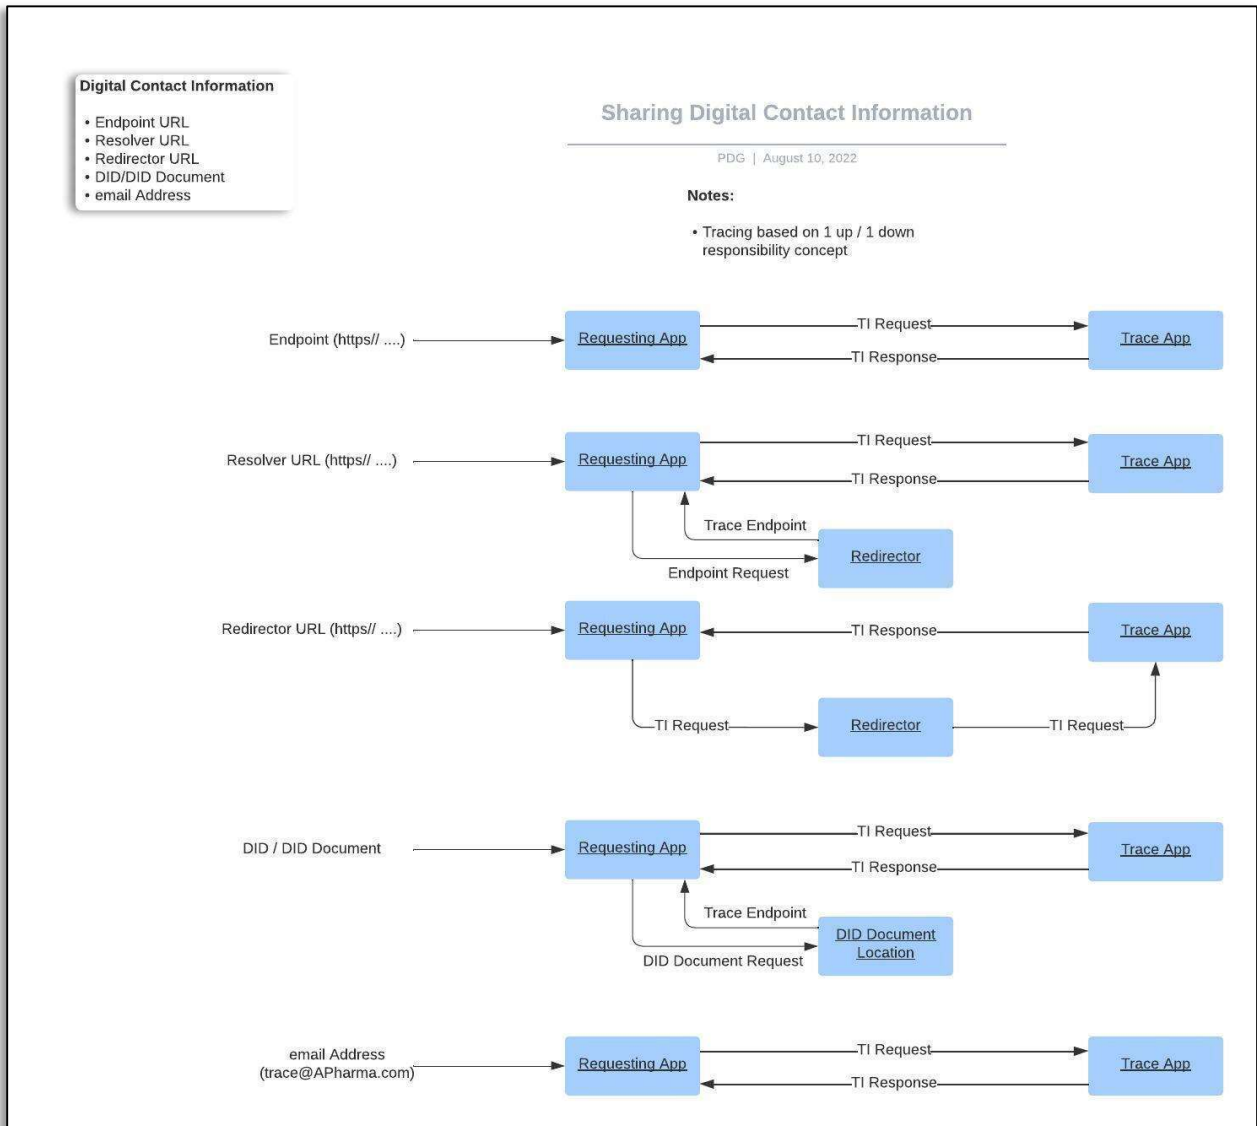 Digital Contact Information
• Endpoint URL
• Resolver URL
• Redirector URL
• DID/DID Document
• email Address
Sharing Digital Contact Information
PDG | August 10, 2022
Notes:
• Tracing based on 1 up / 1 down
responsibility concept
Endpoint (https// ....)
Requesting App
TI Request
TI Response
Trace App
Resolver URL (https// ....)
Requesting App
TI Request
TI Response
Trace App
Trace Endpoint
Endpoint Request
Redirector
Redirector URL (https// ....)
Requesting App
TI Response
Trace App
TI Request
Redirector
TI Request
DID / DID Document
Requesting App
TI Request
TI Response
Trace App
Trace Endpoint
DID Document Request
DID Document
Location
email Address
(trace@APharma.com)
Requesting App
TI Request
TI Response
Trace App